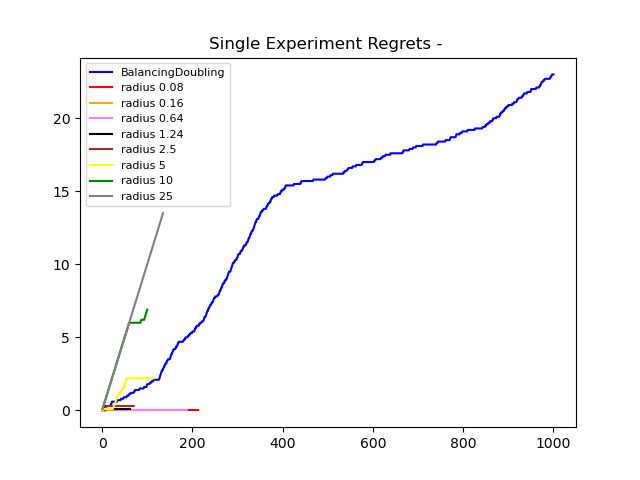 Single Experiment Regrets -
BalancingDoubling
radius 0.08
radius 0.16
radius 0.64
radius 1.24
radius 2.5
radius 5
radius 10
radius 25
20
15
10
5
0
0 200 400 600 800 1000